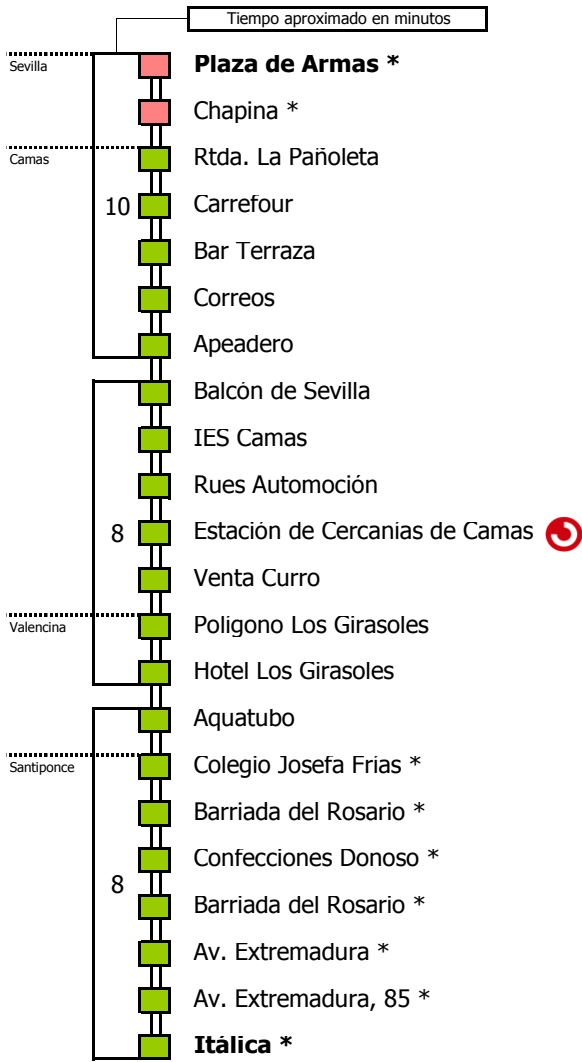 Tiempo aproximado en minutos
Sevilla
Plaza de Armas *
Chapina *
Camas
Rtda. La Pañoleta
10
Carrefour
Bar Terraza
Correos
Apeadero
Balcón de Sevilla
IES Camas
Rues Automoción
8
Estación de Cercanías de Camas
Venta Curro
Valencina
Poligono Los Girasoles
Hotel Los Girasoles
Aquatubo
Santiponce
Colegio Josefa Frias *
Barriada del Rosario *
Confecciones Donoso *
8
Barriada del Rosario *
Av. Extremadura *
Av. Extremadura, 85 *
Itálica *